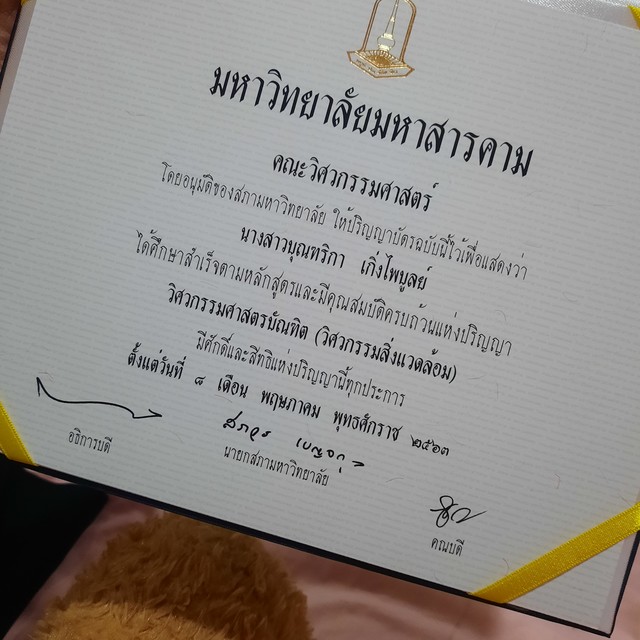 มหาวิทยาลัยมหาสารคาม
คณะวิศวกรรมศาสตร์
โดยอนุมัติของสภามหาวิทยาลัย ให้ปริญญาบัตรฉบับนี้ไว้เพื่อแสดงว่า
นางสาวบุณฑริกา เกิ่งไพบูลย์
ได้ศึกษาสำเร็จตามหลักสูตรและมีคุณสมบัติครบถ้วนแห่งปริญญา
วิศวกรรมศาสตรบัณฑิต (วิศวกรรมสิ่งแวดล้อม)
มีศักดิ์และสิทธิแห่งปริญญานี้ทุกประการ
ตั้งแต่วันที่ ๘ เดือน พฤษภาคม พุทธศักราช ๒๕๖๓
อธิการบดี
นายกสภามหาวิทยาลัย
คณบดี